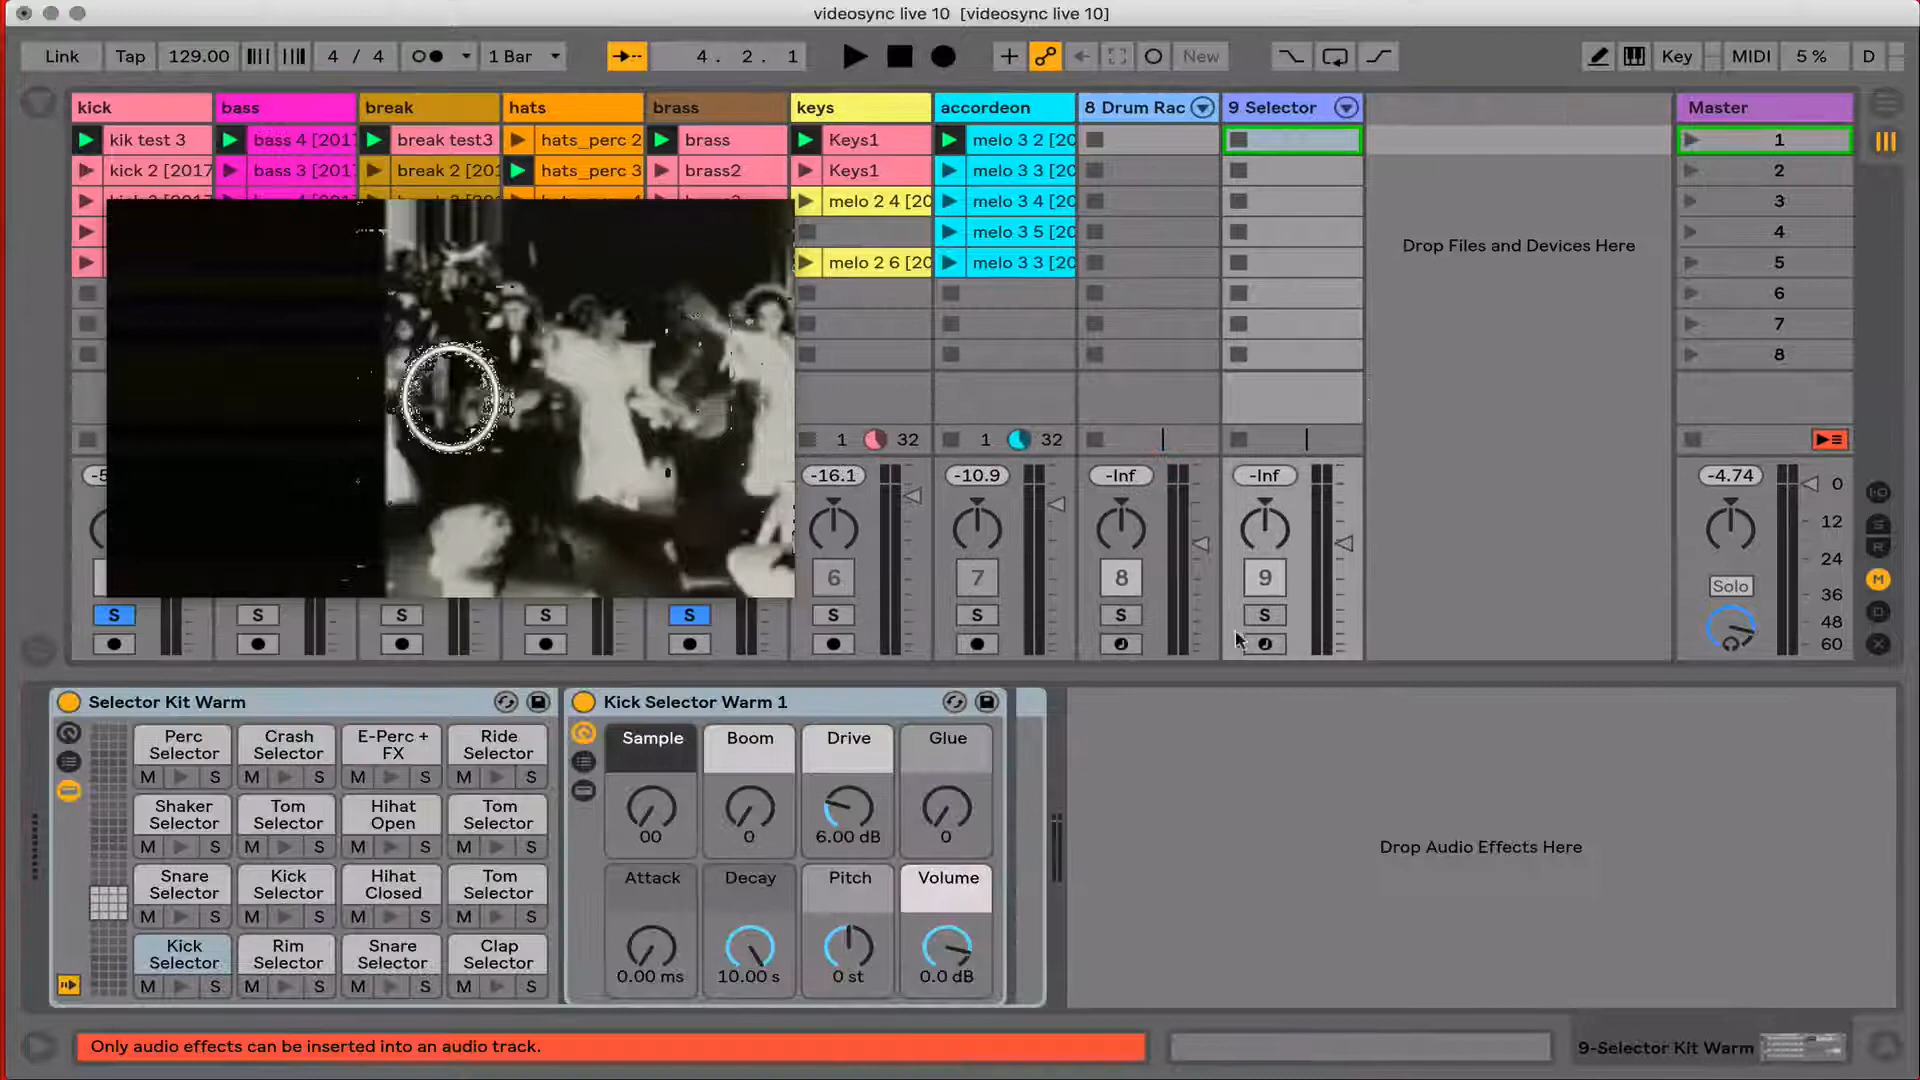 videosync live 10 [videosync live 10]
Link Tap 129.00 4 / 4 1 Bar 4. 2. 1 New Key MIDI 5 % D
kick bass break hats brass keys accordeon 8 Drum Rac 9 Selector Master
kik test 3 bass 4 [201 break test3 hats_perc 2 brass Keys1 melo 3 2 [20 1
kick 2 [2017 bass 3 [201 break 2 [20 hats_perc 3 brass2 Keys1 melo 3 3 [20 2
melo 2 4 [20 melo 3 4 [20 3
melo 3 5 [20 4
Drop Files and Devices Here
melo 2 6 [20 melo 3 3 [20 5
6
7
8
1 32 1 32
-5 -16.1 -10.9 -Inf -Inf -4.74 0
12
24
6 7 8 9 Solo 36
S S S S S S S S S 48
60
S
R
M
D
X
Selector Kit Warm
Perc Selector Crash Selector E-Perc + FX Ride Selector
M S M S M S M S
Shaker Selector Tom Selector Hihat Open Tom Selector
M S M S M S M S
Snare Selector Kick Selector Hihat Closed Tom Selector
M S M S M S M S
Kick Selector Rim Selector Snare Selector Clap Selector
M S M S M S M S
Kick Selector Warm 1
Sample Boom Drive Glue
00 0 6.00 dB 0
Attack Decay Pitch Volume
0.00 ms 10.00 s 0 st 0.0 dB
Drop Audio Effects Here
Only audio effects can be inserted into an audio track.
9-Selector Kit Warm